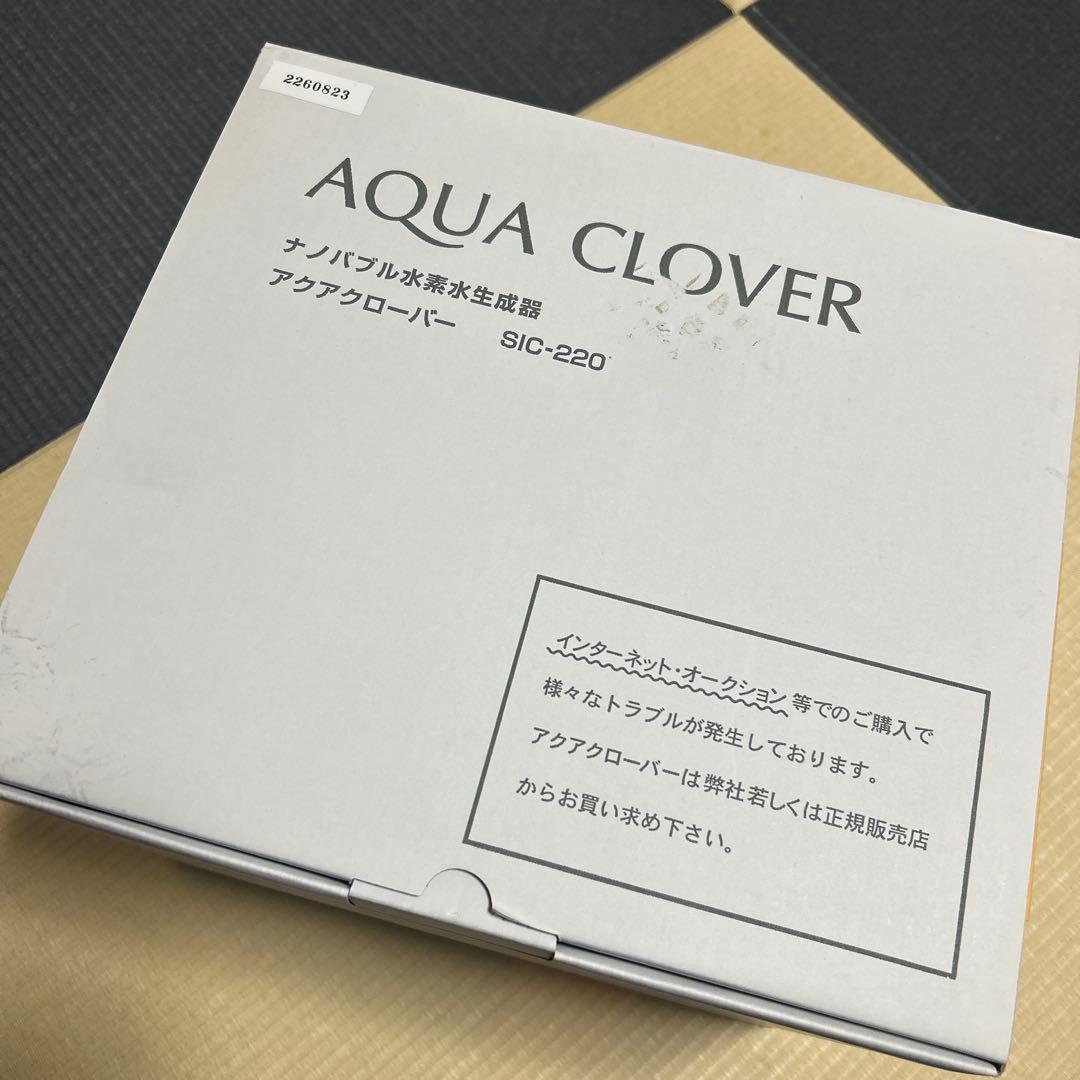 2260823
AQUA CLOVER
ナノバブル水素水生成器
アクアクローバー SIC-220
インターネット・オークション等でのご購入で
様々なトラブルが発生しております。
アクアクローバーは弊社若しくは正規販売店
からお買い求め下さい。